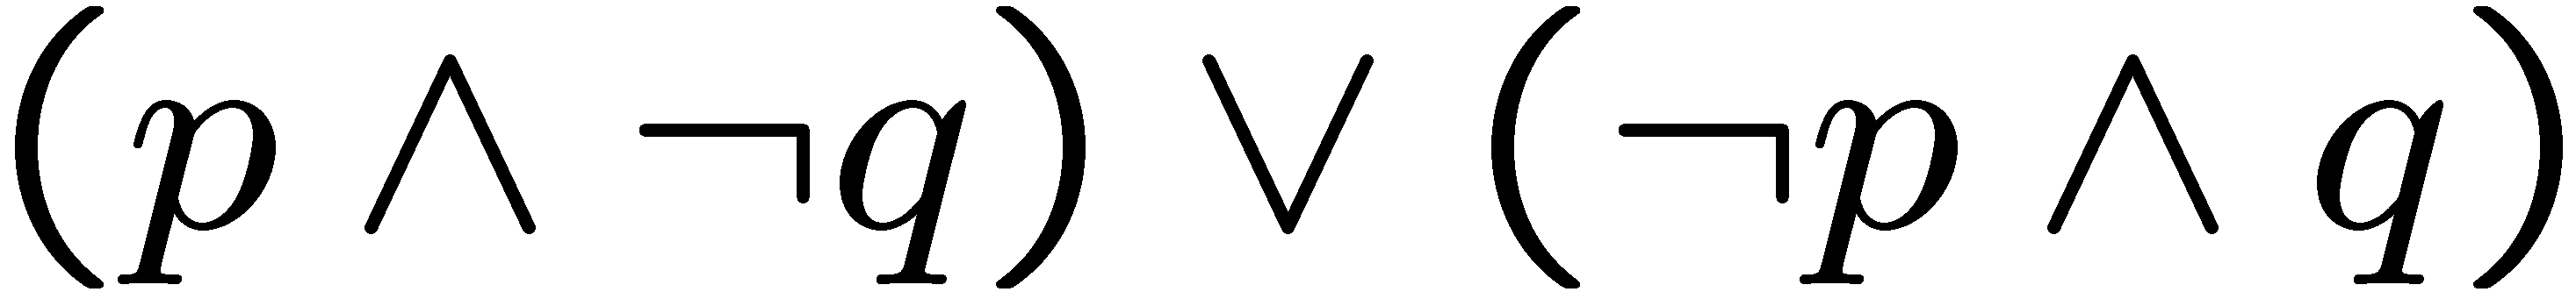 (p ∧ ¬q) ∨ (¬p ∧ q)